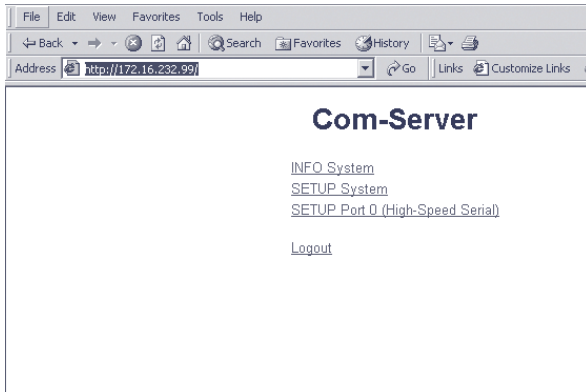 File Edit View Favorites Tools Help
Back Search Favorites History
Address http://172.16.232.99/ Go Links Customize Links
Com-Server
INFO System
SETUP System
SETUP Port 0 (High-Speed Serial)
Logout